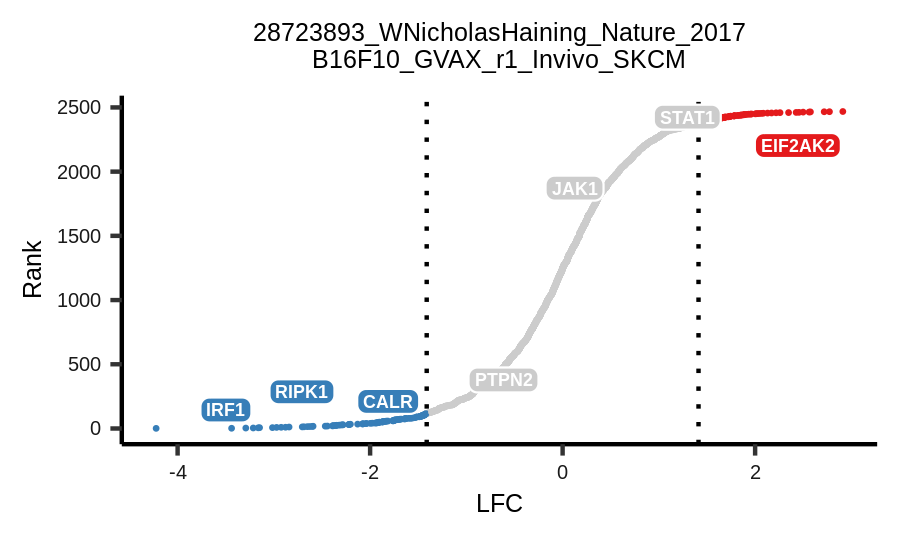 28723893_WNicholasHaining_Nature_2017
B16F10_GVAX_r1_Invivo_SKCM
2500
2000
1500
1000
500
0
Rank
STAT1
EIF2AK2
JAK1
PTPN2
RIPK1
CALR
IRF1
-4
-2
0
2
LFC